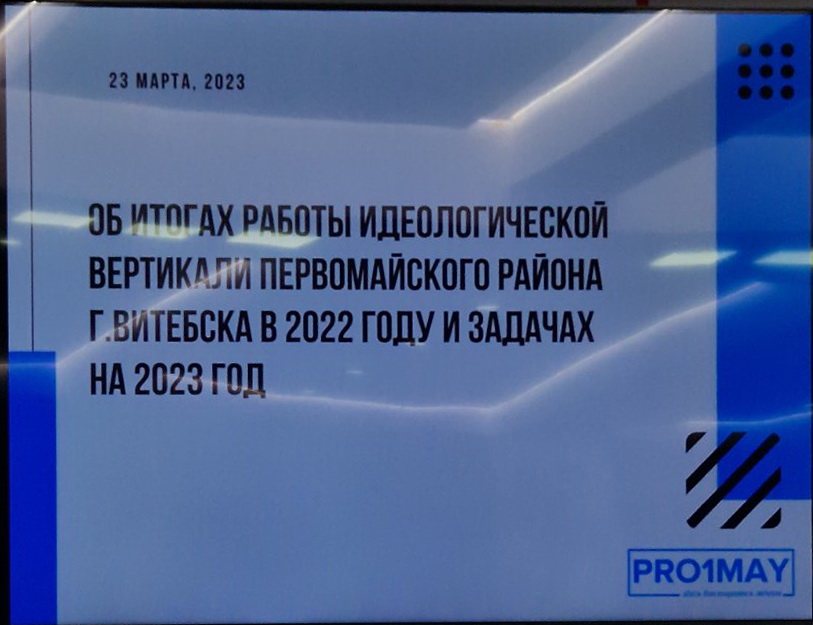 23 МАРТА, 2023
ОБ ИТОГАХ РАБОТЫ ИДЕОЛОГИЧЕСКОЙ
ВЕРТИКАЛИ ПЕРВОМАЙСКОГО РАЙОНА
Г.ВИТЕБСКА В 2022 ГОДУ И ЗАДАЧАХ
НА 2023 ГОД
PRO1MAY